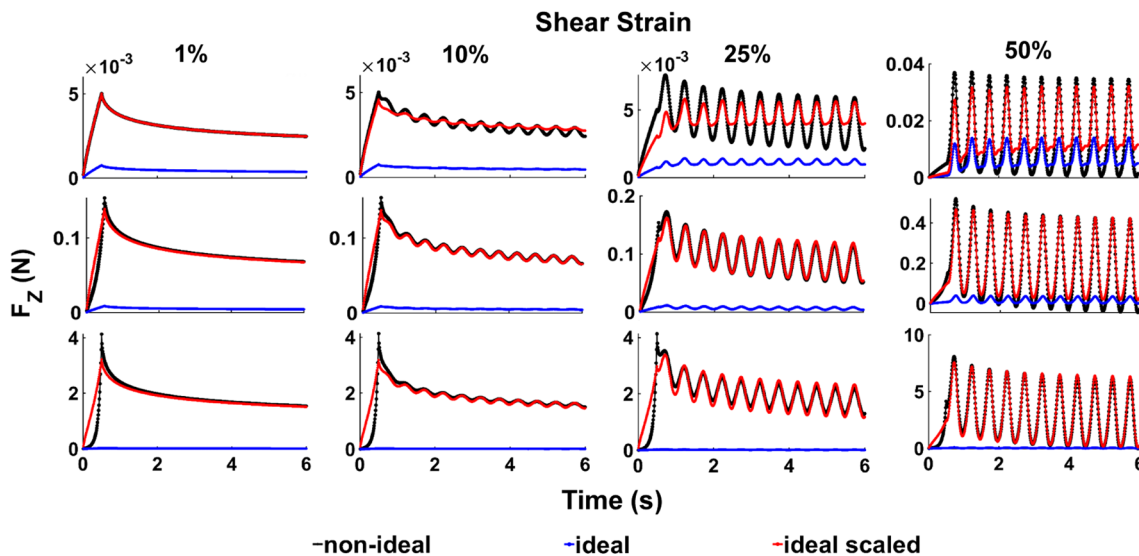 Shear Strain
1% 10% 25% 50%
×10⁻³ ×10⁻³ ×10⁻³
5 5 5 0.04
0.02
0 0 0 0
0.1 0.1 0.2 0.4
0.1 0.2
0 0 0 0
F_Z (N)
4 4 4 10
2 2 2 5
0 0 0 0
0 2 4 6 0 2 4 6 0 2 4 6 0 2 4 6
Time (s)
non-ideal ideal ideal scaled